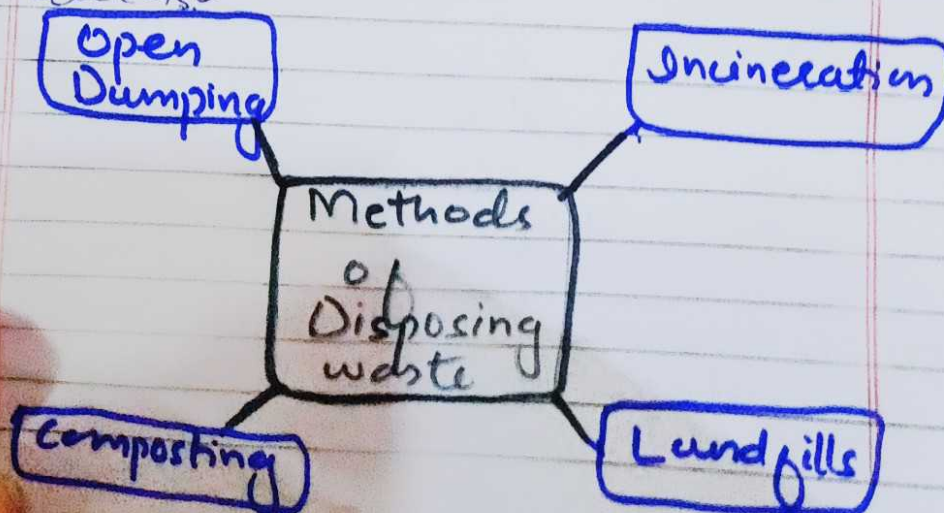 Open
Dumping
Incineration
Methods
of
Disposing
waste
Composting
Landfills